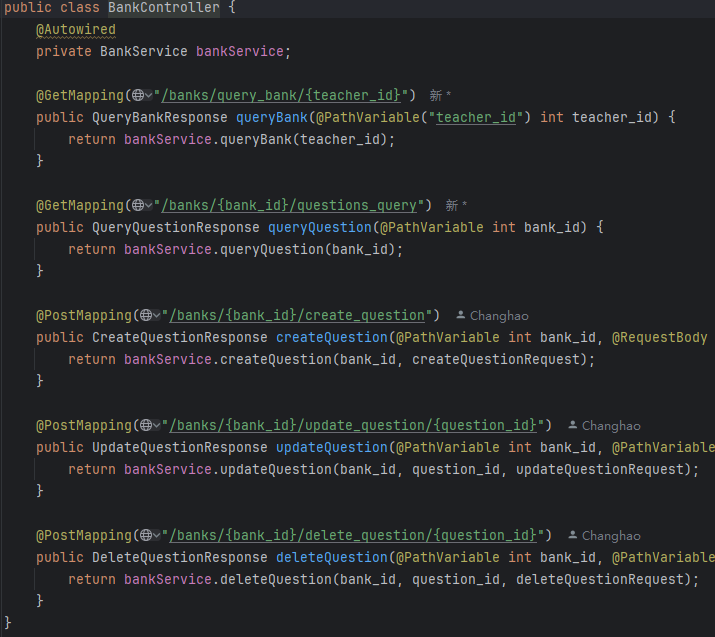 public class BankController {
@Autowired
private BankService bankService;
@GetMapping("/banks/query_bank/{teacher_id}") 新 *
public QueryBankResponse queryBank(@PathVariable("teacher_id") int teacher_id) {
return bankService.queryBank(teacher_id);
}
@GetMapping("/banks/{bank_id}/questions_query") 新 *
public QueryQuestionResponse queryQuestion(@PathVariable int bank_id) {
return bankService.queryQuestion(bank_id);
}
@PostMapping("/banks/{bank_id}/create_question") Changhao
public CreateQuestionResponse createQuestion(@PathVariable int bank_id, @RequestBody
return bankService.createQuestion(bank_id, createQuestionRequest);
}
@PostMapping("/banks/{bank_id}/update_question/{question_id}") Changhao
public UpdateQuestionResponse updateQuestion(@PathVariable int bank_id, @PathVariable
return bankService.updateQuestion(bank_id, question_id, updateQuestionRequest);
}
@PostMapping("/banks/{bank_id}/delete_question/{question_id}") Changhao
public DeleteQuestionResponse deleteQuestion(@PathVariable int bank_id, @PathVariable
return bankService.deleteQuestion(bank_id, question_id, deleteQuestionRequest);
}
}